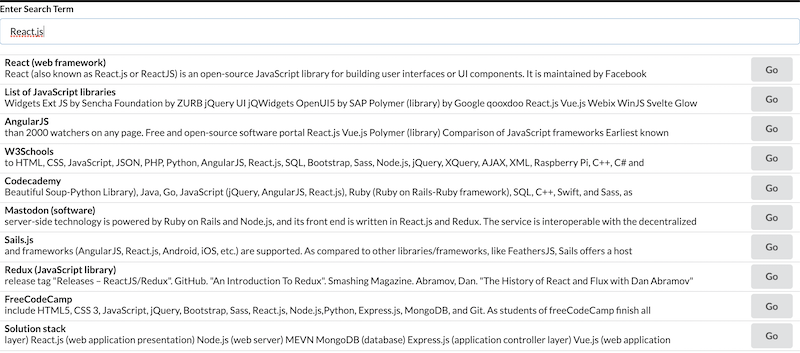 Enter Search Term
React.js
React (web framework)
React (also known as React.js or ReactJS) is an open-source JavaScript library for building user interfaces or UI components. It is maintained by Facebook
Go
List of JavaScript libraries
Widgets Ext JS by Sencha Foundation by ZURB jQuery UI jQWidgets OpenUI5 by SAP Polymer (library) by Google qooxdoo React.js Vue.js Webix WinJS Svelte Glow
Go
AngularJS
than 2000 watchers on any page. Free and open-source software portal React.js Vue.js Polymer (library) Comparison of JavaScript frameworks Earliest known
Go
W3Schools
to HTML, CSS, JavaScript, JSON, PHP, Python, AngularJS, React.js, SQL, Bootstrap, Sass, Node.js, jQuery, XQuery, AJAX, XML, Raspberry Pi, C++, C# and
Go
Codecademy
Beautiful Soup-Python Library), Java, Go, JavaScript (jQuery, AngularJS, React.js), Ruby (Ruby on Rails-Ruby framework), SQL, C++, Swift, and Sass, as
Go
Mastodon (software)
server-side technology is powered by Ruby on Rails and Node.js, and its front end is written in React.js and Redux. The service is interoperable with the decentralized
Go
Sails.js
and frameworks (AngularJS, React.js, Android, iOS, etc.) are supported. As compared to other libraries/frameworks, like FeathersJS, Sails offers a host
Go
Redux (JavaScript library)
release tag "Releases – ReactJS/Redux". GitHub. "An Introduction To Redux". Smashing Magazine. Abramov, Dan. "The History of React and Flux with Dan Abramov"
Go
FreeCodeCamp
include HTML5, CSS 3, JavaScript, jQuery, Bootstrap, Sass, React.js, Node.js,Python, Express.js, MongoDB, and Git. As students of freeCodeCamp finish all
Go
Solution stack
layer) React.js (web application presentation) Node.js (web server) MEVN MongoDB (database) Express.js (application controller layer) Vue.js (web application
Go